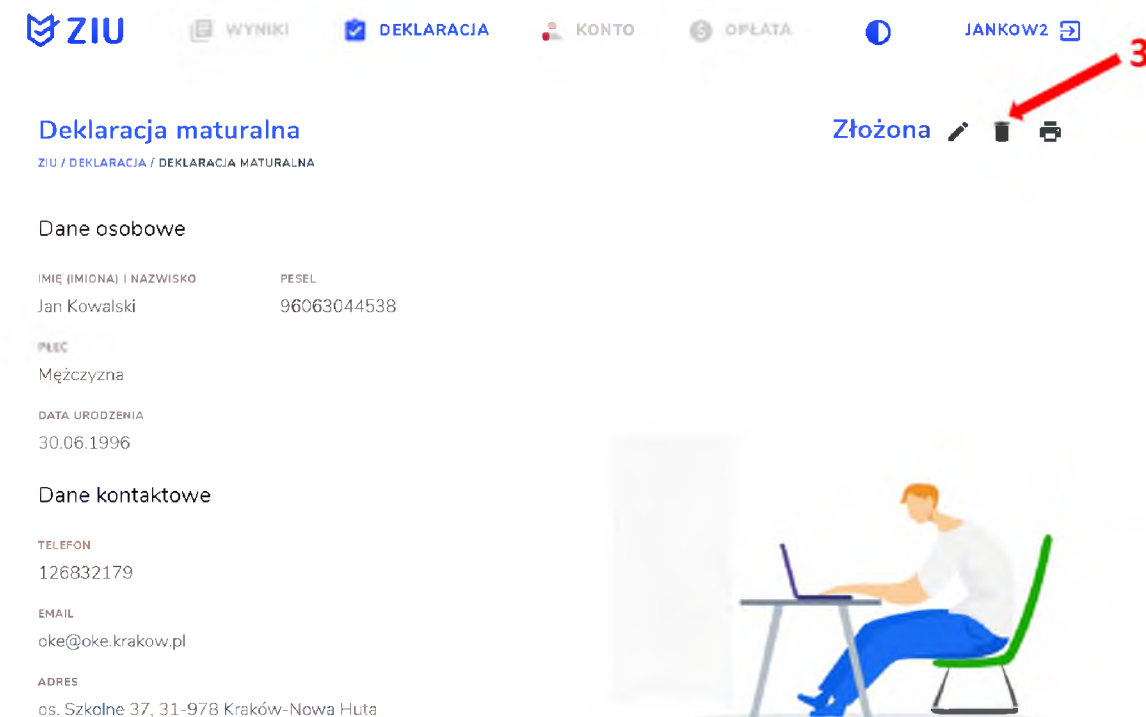 ZIU WYNIKI DEKLARACJA KONTO OPŁATA JANKOW2
3
Deklaracja maturalna Złożona
ZIU / DEKLARACJA / DEKLARACJA MATURALNA
Dane osobowe
IMIĘ (IMIONA) I NAZWISKO PESEL
Jan Kowalski 96063044538
PŁEĆ
Mężczyzna
DATA URODZENIA
30.06.1996
Dane kontaktowe
TELEFON
126832179
EMAIL
oke@oke.krakow.pl
ADRES
os. Szkolne 37, 31-978 Kraków-Nowa Huta